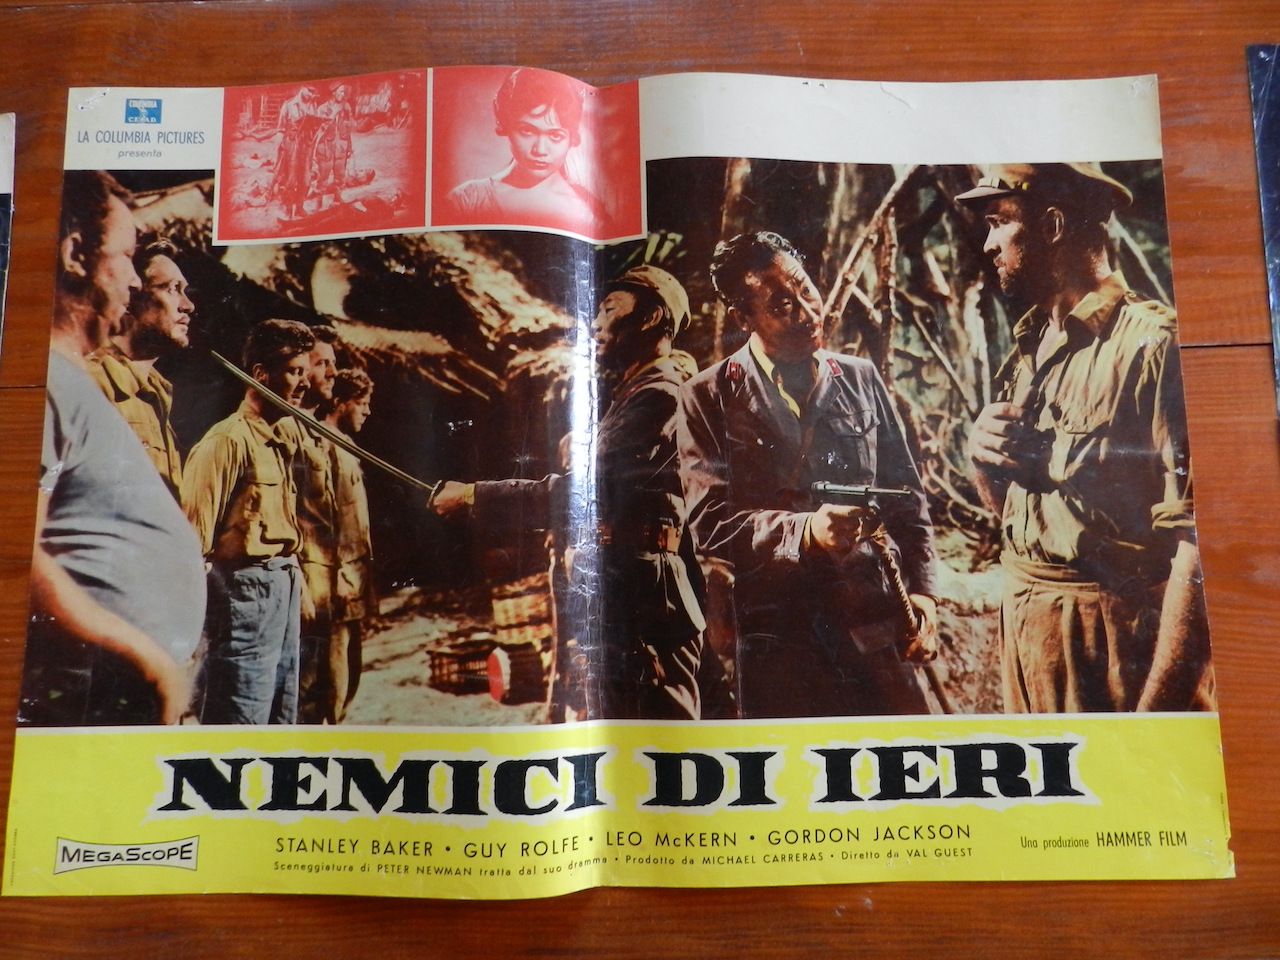 COLUMBIA
C.E.I.A.D.
LA COLUMBIA PICTURES
presenta
NEMICI DI IERI
MEGASCOPE
STANLEY BAKER • GUY ROLFE • LEO McKERN • GORDON JACKSON
Sceneggiatura di PETER NEWMAN tratta dal suo dramma • Prodotto da MICHAEL CARRERAS • Diretto da VAL GUEST
Una produzione HAMMER FILM